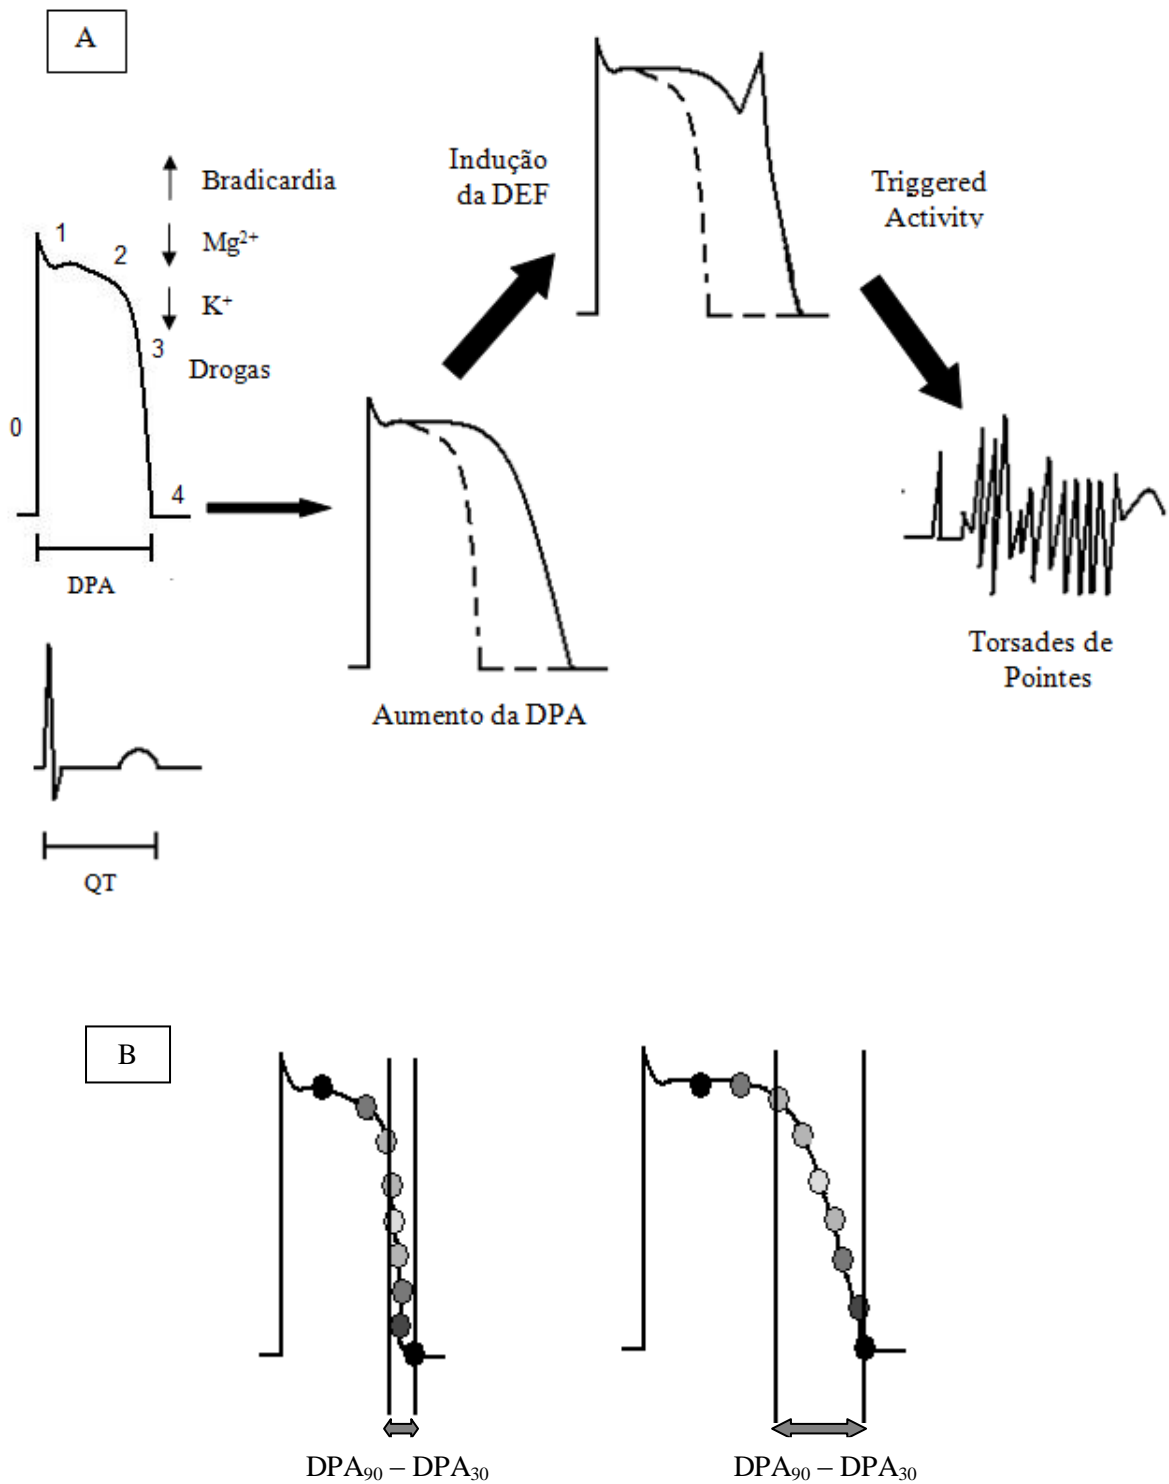 A
Bradicardia
Mg²⁺
K⁺
Drogas
0
1
2
3
4
DPA
QT
Aumento da DPA
Indução
da DEF
Triggered
Activity
Torsades de
Pointes
B
DPA₉₀ – DPA₃₀
DPA₉₀ – DPA₃₀